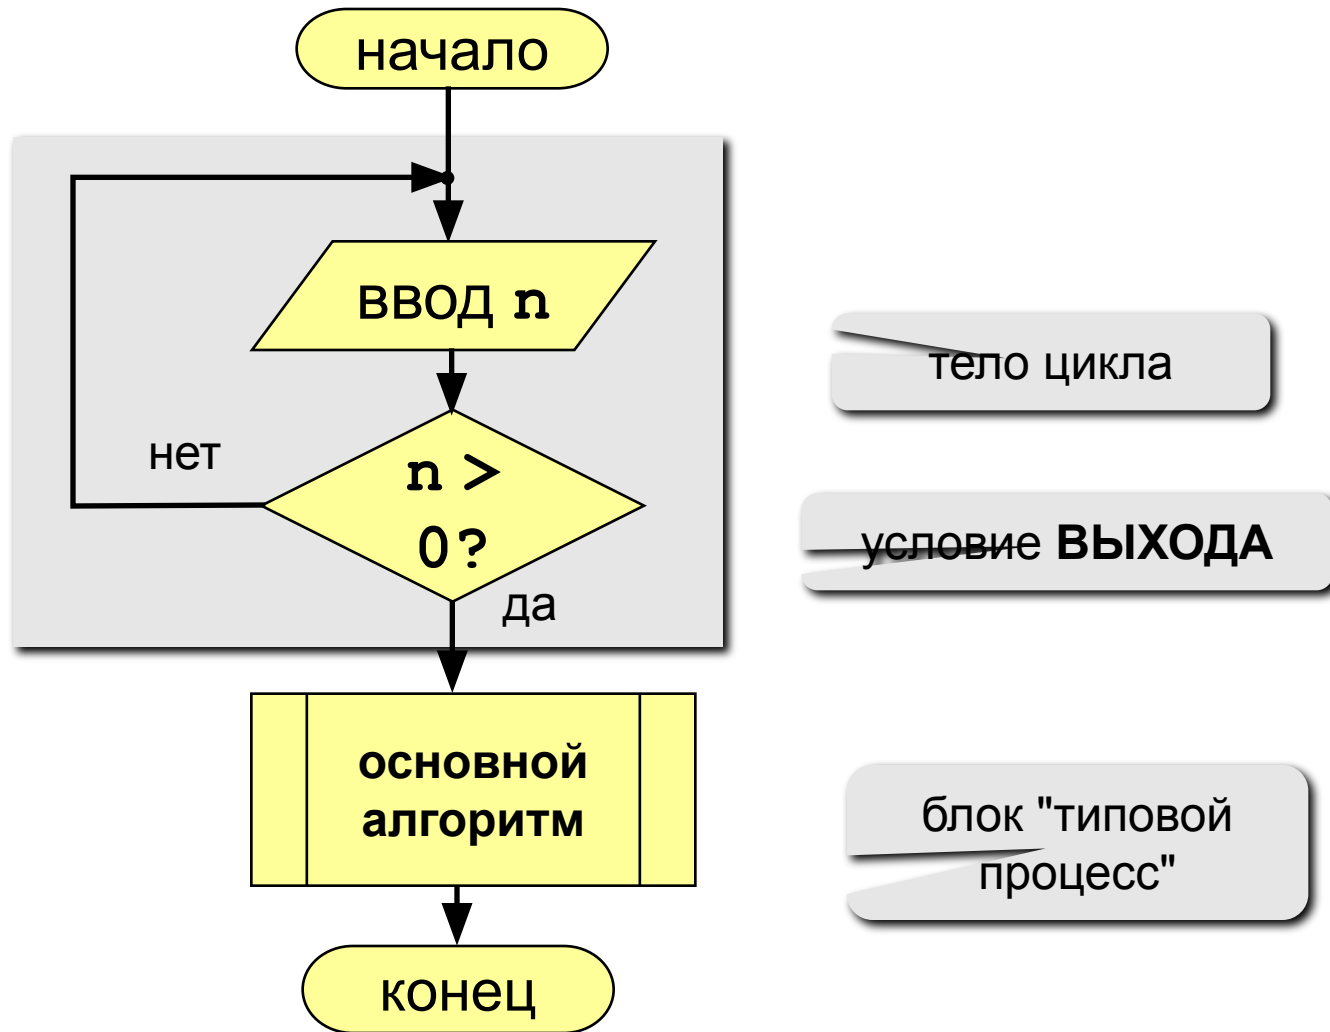 начало
ввод n
тело цикла
нет
n >
0?
условие ВЫХОДА
да
основной
алгоритм
блок "типовой
процесс"
конец